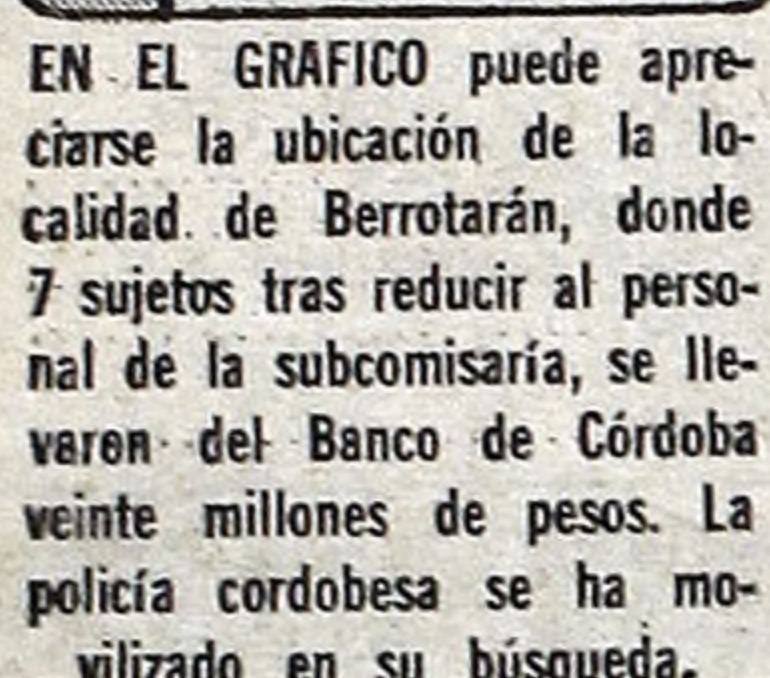 EN EL GRAFICO puede apre-
ciarse la ubicación de la lo-
calidad de Berrotarán, donde
7 sujetos tras reducir al perso-
nal de la subcomisaría, se lle-
varon del Banco de Córdoba
veinte millones de pesos. La
policía cordobesa se ha mo-
vilizado en su búsqueda.